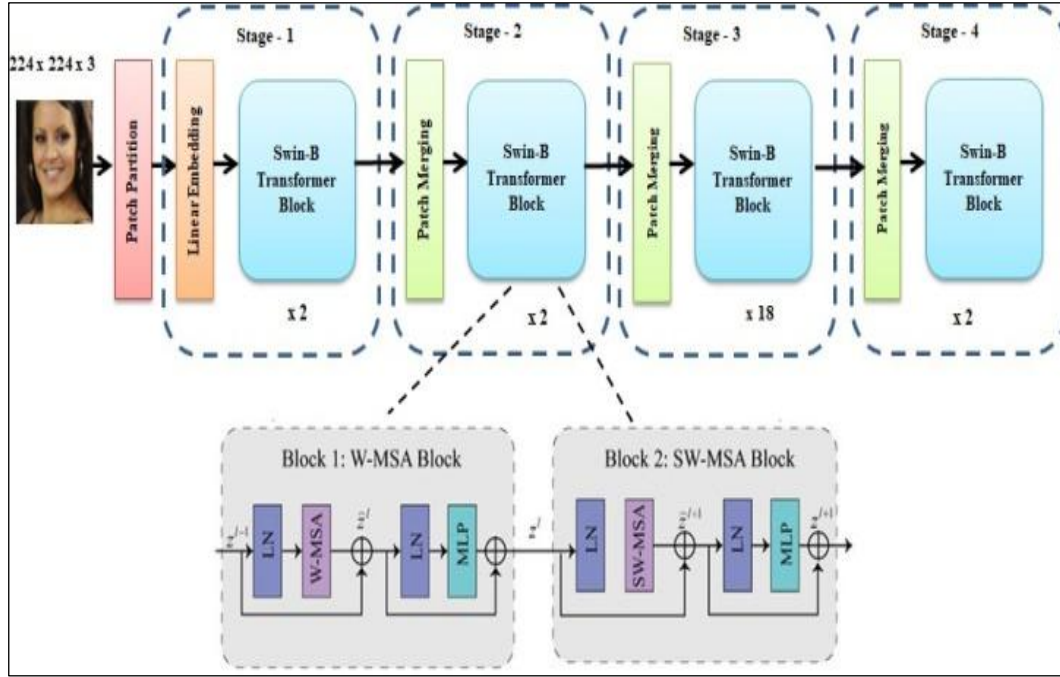 Stage - 1
Stage - 2
Stage - 3
Stage - 4
224 x 224 x 3
Patch Partition
Linear Embedding
Swin-B
Transformer
Block
Patch Merging
Swin-B
Transformer
Block
Patch Merging
Swin-B
Transformer
Block
Patch Merging
Swin-B
Transformer
Block
x 2
x 2
x 18
x 2
Block 1: W-MSA Block
LN
W-MSA
LN
MLP
Block 2: SW-MSA Block
LN
SW-MSA
LN
MLP